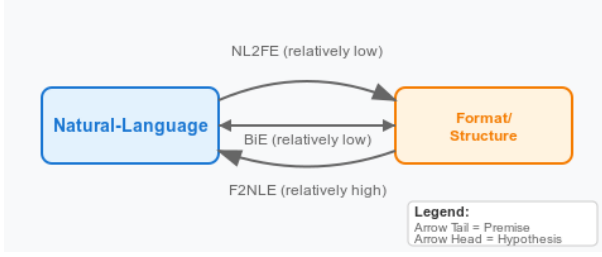 NL2FE (relatively low)
Natural-Language
Format/
Structure
BiE (relatively low)
F2NLE (relatively high)
Legend:
Arrow Tail = Premise
Arrow Head = Hypothesis